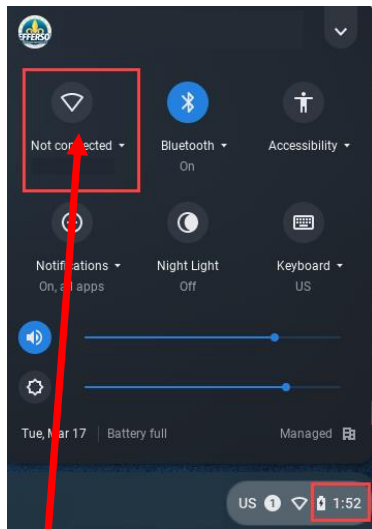 Not connected
Bluetooth
Accessibility
On
Notifications
Night Light
Keyboard
On, all apps
Off
US
Tue, Mar 17 | Battery full
Managed
US 1 1:52